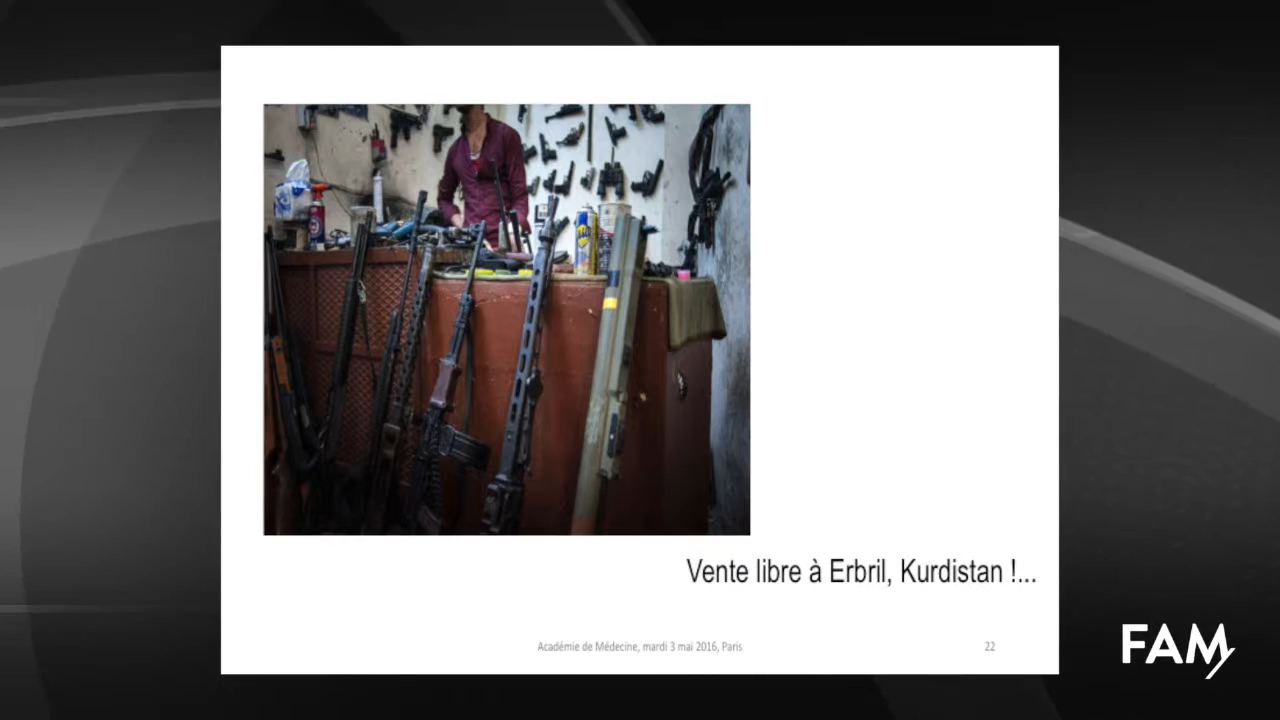 Vente libre à Erbril, Kurdistan !...
Académie de Médecine, mardi 3 mai 2016, Paris
22
FAM